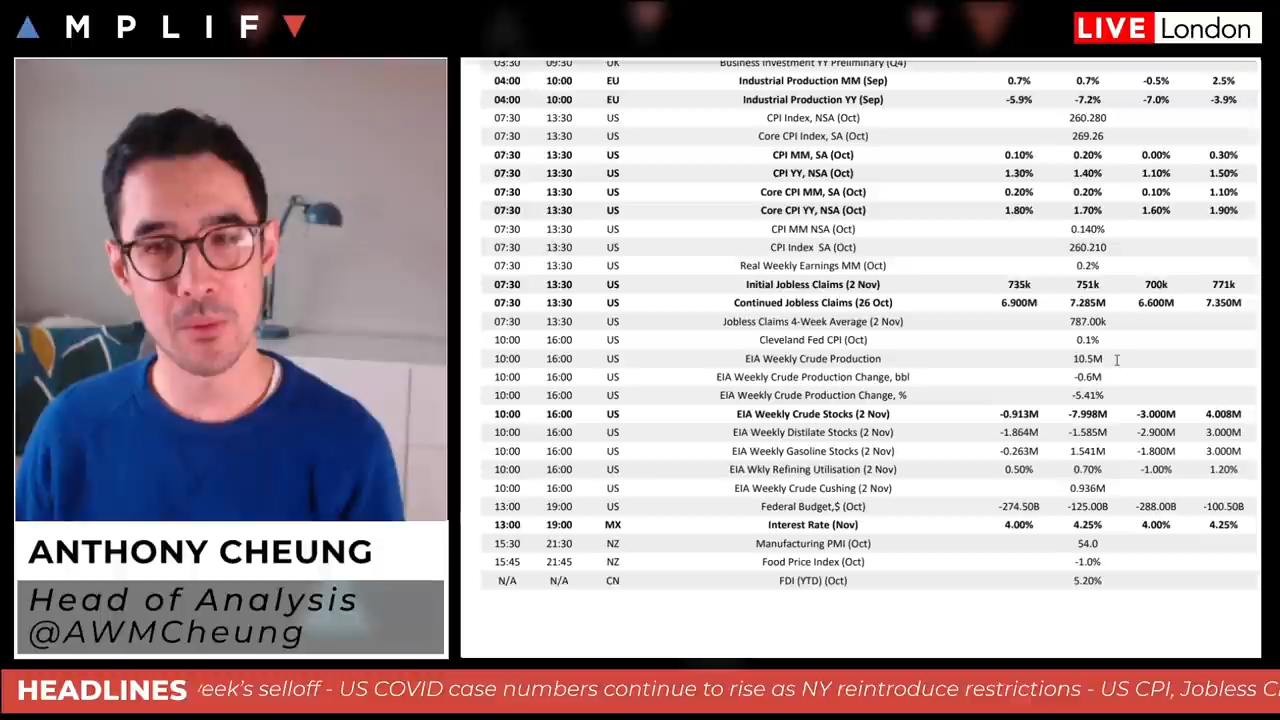 AMPLIFY
LIVE London
03:30 09:30 UK Business Investment YY Preliminary (Q4)
04:00 10:00 EU Industrial Production MM (Sep) 0.7% 0.7% -0.5% 2.5%
04:00 10:00 EU Industrial Production YY (Sep) -5.9% -7.2% -7.0% -3.9%
07:30 13:30 US CPI Index, NSA (Oct) 260.280
07:30 13:30 US Core CPI Index, SA (Oct) 269.26
07:30 13:30 US CPI MM, SA (Oct) 0.10% 0.20% 0.00% 0.30%
07:30 13:30 US CPI YY, NSA (Oct) 1.30% 1.40% 1.10% 1.50%
07:30 13:30 US Core CPI MM, SA (Oct) 0.20% 0.20% 0.10% 1.10%
07:30 13:30 US Core CPI YY, NSA (Oct) 1.80% 1.70% 1.60% 1.90%
07:30 13:30 US CPI MM NSA (Oct) 0.140%
07:30 13:30 US CPI Index SA (Oct) 260.210
07:30 13:30 US Real Weekly Earnings MM (Oct) 0.2%
07:30 13:30 US Initial Jobless Claims (2 Nov) 735k 751k 700k 771k
07:30 13:30 US Continued Jobless Claims (26 Oct) 6.900M 7.285M 6.600M 7.350M
07:30 13:30 US Jobless Claims 4-Week Average (2 Nov) 787.00k
10:00 16:00 US Cleveland Fed CPI (Oct) 0.1%
10:00 16:00 US EIA Weekly Crude Production 10.5M
10:00 16:00 US EIA Weekly Crude Production Change, bbl -0.6M
10:00 16:00 US EIA Weekly Crude Production Change, % -5.41%
10:00 16:00 US EIA Weekly Crude Stocks (2 Nov) -0.913M -7.998M -3.000M 4.008M
10:00 16:00 US EIA Weekly Distilate Stocks (2 Nov) -1.864M -1.585M -2.900M 3.000M
10:00 16:00 US EIA Weekly Gasoline Stocks (2 Nov) -0.263M 1.541M -1.800M 3.000M
10:00 16:00 US EIA Wkly Refining Utilisation (2 Nov) 0.50% 0.70% -1.00% 1.20%
10:00 16:00 US EIA Weekly Crude Cushing (2 Nov) 0.936M
13:00 19:00 US Federal Budget,$ (Oct) -274.50B -125.00B -288.00B -100.50B
13:00 19:00 MX Interest Rate (Nov) 4.00% 4.25% 4.00% 4.25%
15:30 21:30 NZ Manufacturing PMI (Oct) 54.0
15:45 21:45 NZ Food Price Index (Oct) -1.0%
N/A N/A CN FDI (YTD) (Oct) 5.20%
ANTHONY CHEUNG
Head of Analysis
@AWMCheung
HEADLINES eek's selloff - US COVID case numbers continue to rise as NY reintroduce restrictions - US CPI, Jobless